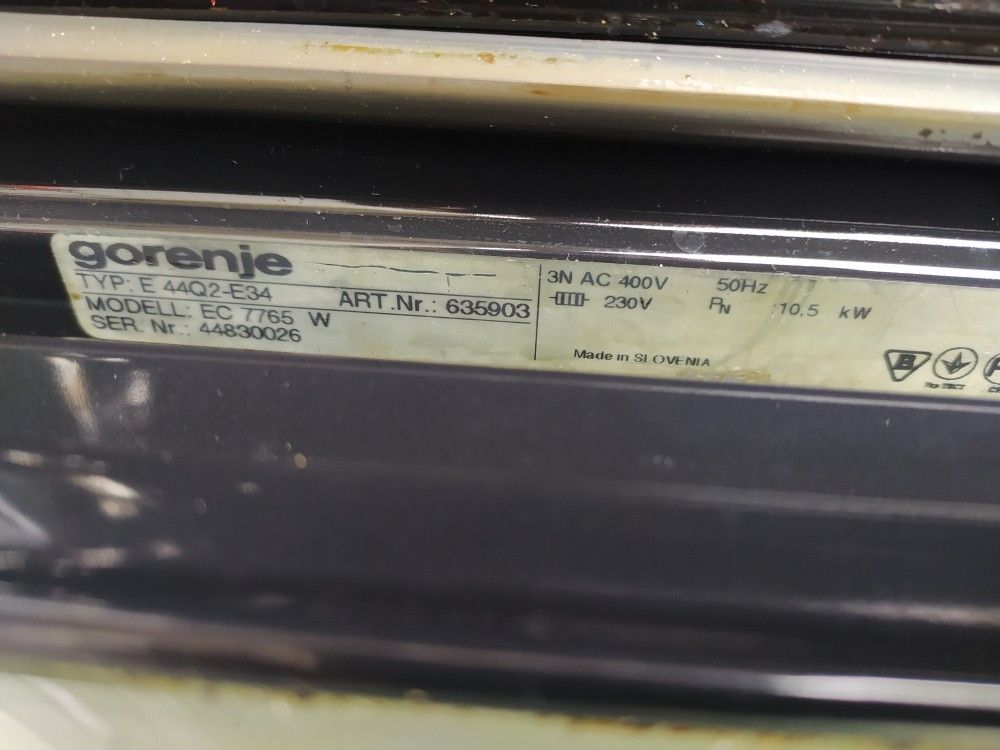 gorenje
TYP: E 44Q2-E34
MODELL: EC 7765 W
ART.Nr.: 635903
SER. Nr.: 44830026
3N AC 400V 50Hz
230V PN 10,5 kW
Made in SLOVENIA
B